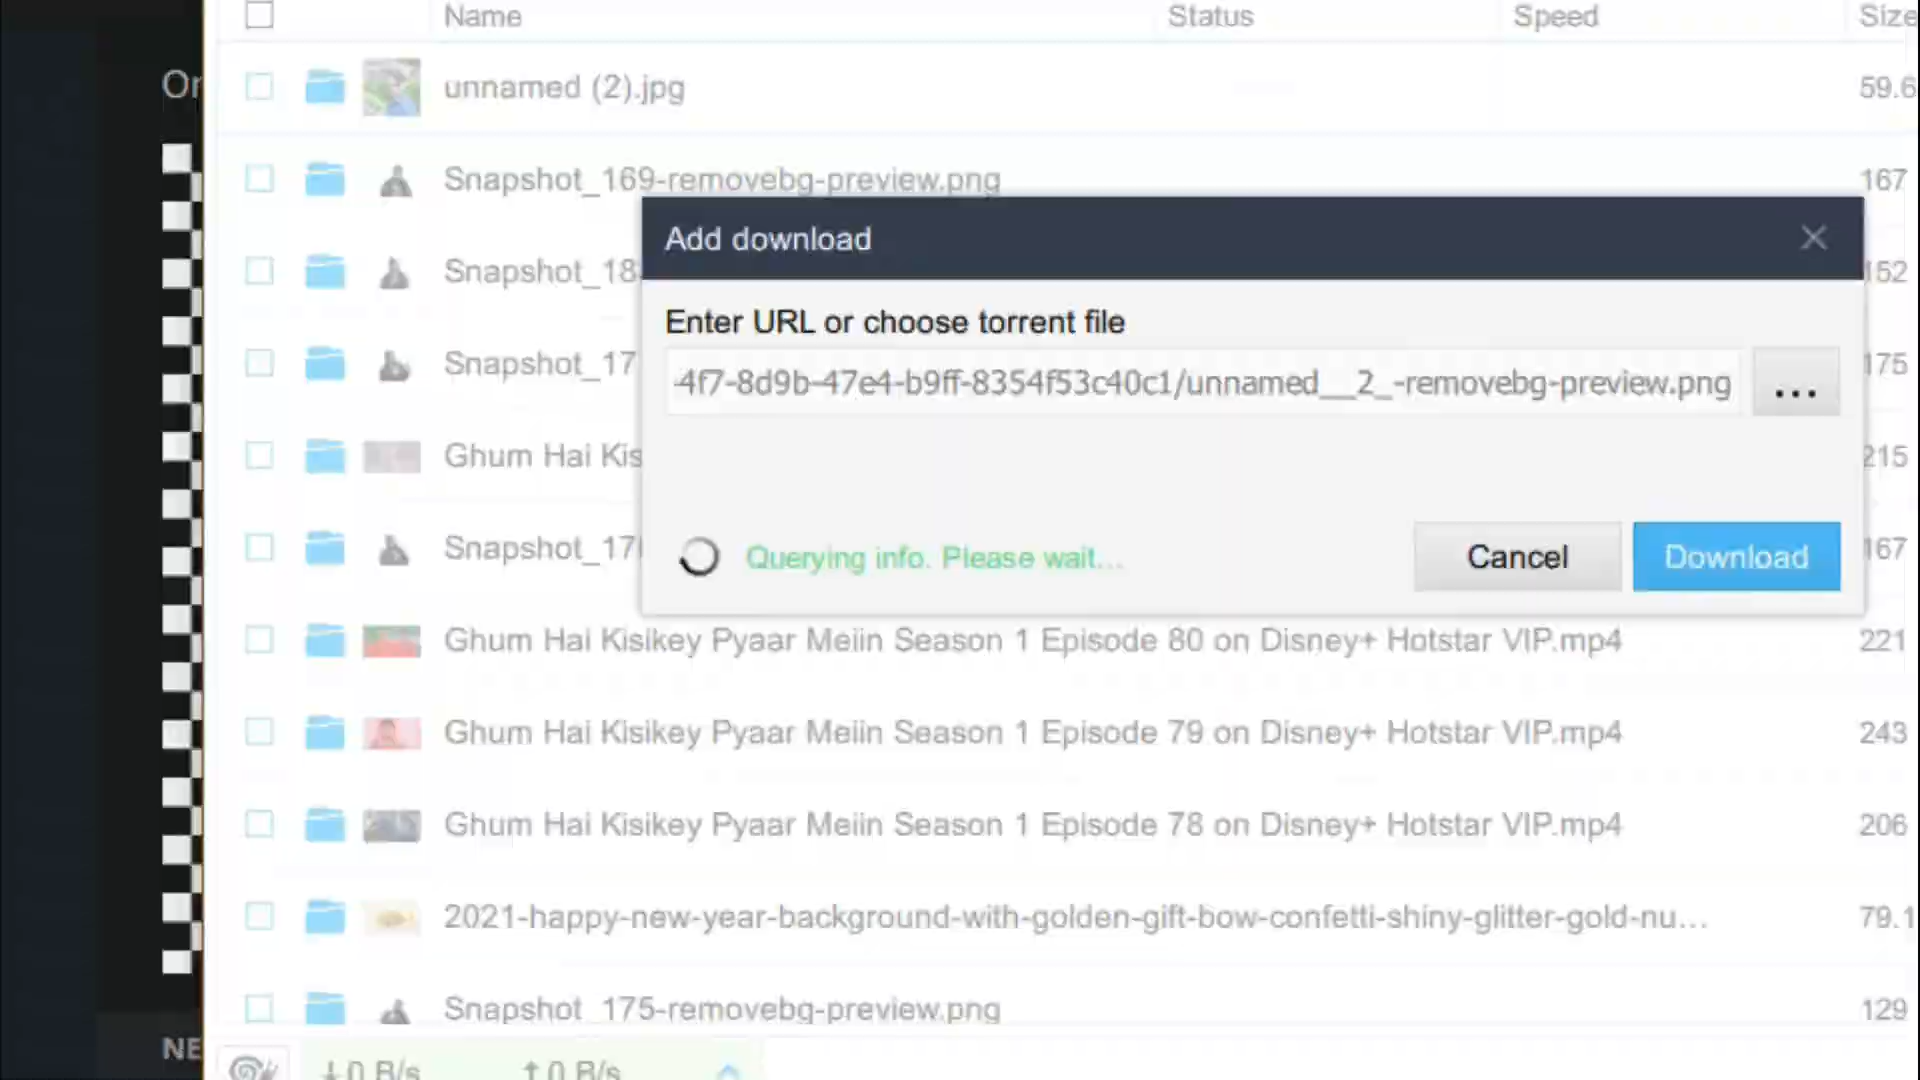 Name Status Speed Size
unnamed (2).jpg 59.6
Snapshot_169-removebg-preview.png 167
Add download
Snapshot_18 152
Enter URL or choose torrent file
Snapshot_17 175
-4f7-8d9b-47e4-b9ff-8354f53c40c1/unnamed__2_-removebg-preview.png ...
Ghum Hai Kis 215
Snapshot_17 167
Querying info. Please wait... Cancel Download
Ghum Hai Kisikey Pyaar Meiin Season 1 Episode 80 on Disney+ Hotstar VIP.mp4 221
Ghum Hai Kisikey Pyaar Meiin Season 1 Episode 79 on Disney+ Hotstar VIP.mp4 243
Ghum Hai Kisikey Pyaar Meiin Season 1 Episode 78 on Disney+ Hotstar VIP.mp4 206
2021-happy-new-year-background-with-golden-gift-bow-confetti-shiny-glitter-gold-nu... 79.1
Snapshot_175-removebg-preview.png 129
NE
↓0 B/s ↑0 B/s